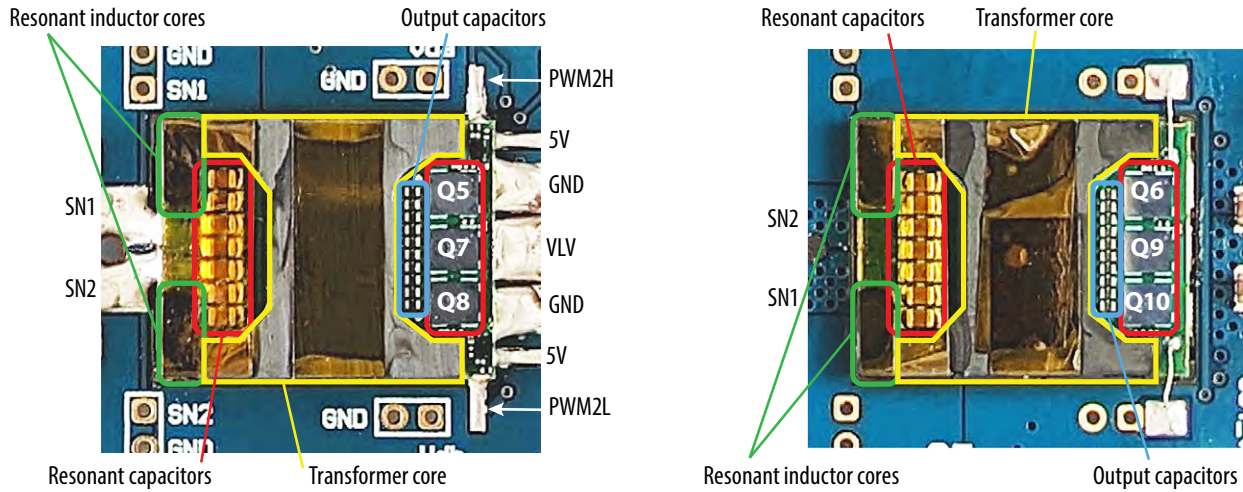 Resonant inductor cores
Output capacitors
GND
SN1
GND
PWM2H
5V
GND
VLV
GND
5V
PWM2L
SN1
SN2
Q5
Q7
Q8
SN2
GND
GND
Resonant capacitors
Transformer core
Resonant capacitors
Transformer core
SN2
SN1
Q6
Q9
Q10
Resonant inductor cores
Output capacitors